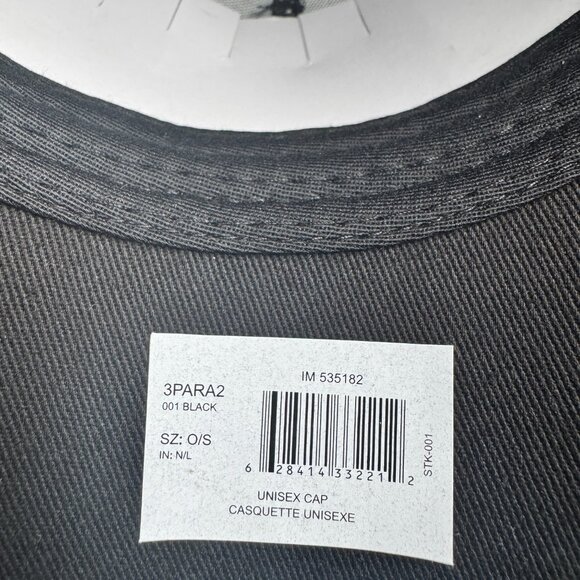 IM 535182
3PARA2
001 BLACK
SZ: O/S
IN: N/L
6 28414 33221 2
STK-001
UNISEX CAP
CASQUETTE UNISEXE